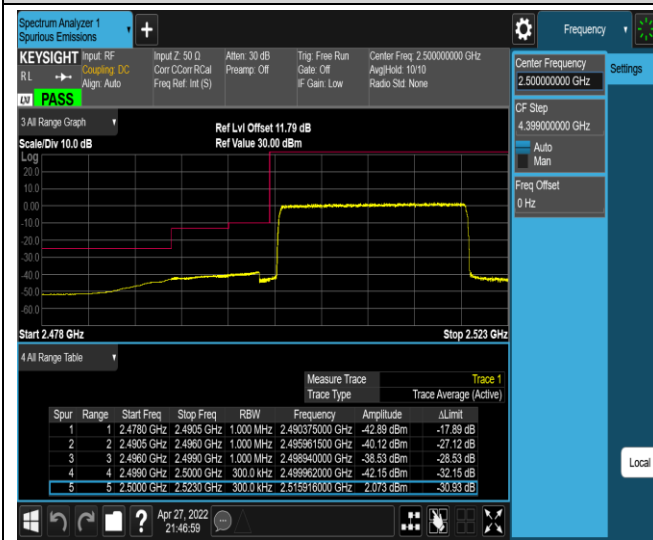 Spectrum Analyzer 1
Spurious Emissions
+
Frequency
KEYSIGHT
RL
Input: RF
Coupling: DC
Align: Auto
Input Z: 50 Ω
Corr CCorr RCal
Freq Ref: Int (S)
Atten: 30 dB
Preamp: Off
Trig: Free Run
Gate: Off
IF Gain: Low
Center Freq: 2.500000000 GHz
Avg|Hold: 10/10
Radio Std: None
LXI PASS
Center Frequency
2.500000000 GHz
Settings
CF Step
4.399000000 GHz
Auto
Man
Freq Offset
0 Hz
3 All Range Graph
Scale/Div 10.0 dB
Ref Lvl Offset 11.79 dB
Ref Value 30.00 dBm
Log
20.0
10.0
0.00
-10.0
-20.0
-30.0
-40.0
-50.0
-60.0
Start 2.478 GHz
Stop 2.523 GHz
4 All Range Table
Measure Trace Trace 1
Trace Type Trace Average (Active)
Spur Range Start Freq Stop Freq RBW Frequency Amplitude ΔLimit
1 1 2.4780 GHz 2.4905 GHz 1.000 MHz 2.490375000 GHz -42.89 dBm -17.89 dB
2 2 2.4905 GHz 2.4960 GHz 1.000 MHz 2.495961500 GHz -40.12 dBm -27.12 dB
3 3 2.4960 GHz 2.4990 GHz 1.000 MHz 2.498940000 GHz -38.53 dBm -28.53 dB
4 4 2.4990 GHz 2.5000 GHz 300.0 kHz 2.499962000 GHz -42.15 dBm -32.15 dB
5 5 2.5000 GHz 2.5230 GHz 300.0 kHz 2.515916000 GHz 2.073 dBm -30.93 dB
Local
?
Apr 27, 2022
21:46:59